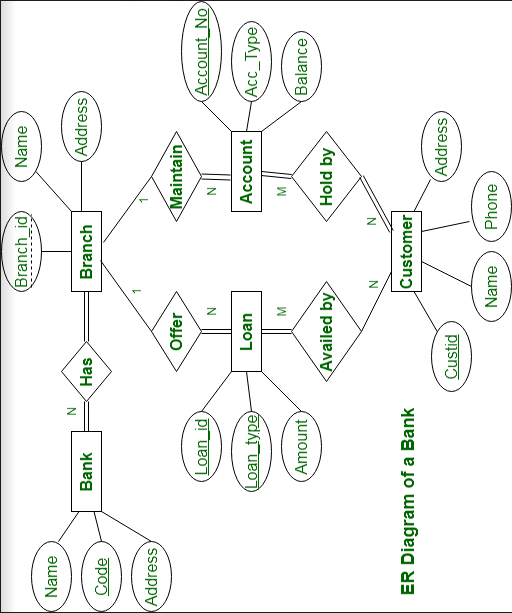 Branch_id
Name
Name
N
Bank
Has
Branch
Address
Code
1
1
Address
Offer
Maintain
Loan_id
Account_No
N
N
Loan_type
Loan
Account
Acc_Type
M
M
Amount
Balance
Availed by
Hold by
N
N
ER Diagram of a Bank
Customer
Address
Custid
Name
Phone